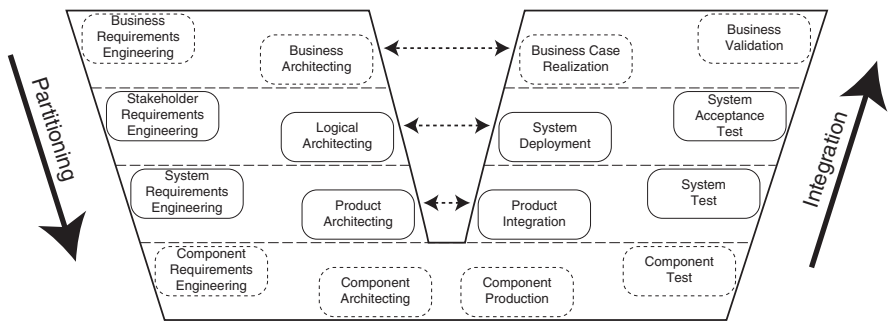 Business
Requirements
Engineering
Business
Architecting
Business Case
Realization
Business
Validation
Partitioning
Stakeholder
Requirements
Engineering
Logical
Architecting
System
Deployment
System
Acceptance
Test
Integration
System
Requirements
Engineering
Product
Architecting
Product
Integration
System
Test
Component
Requirements
Engineering
Component
Architecting
Component
Production
Component
Test